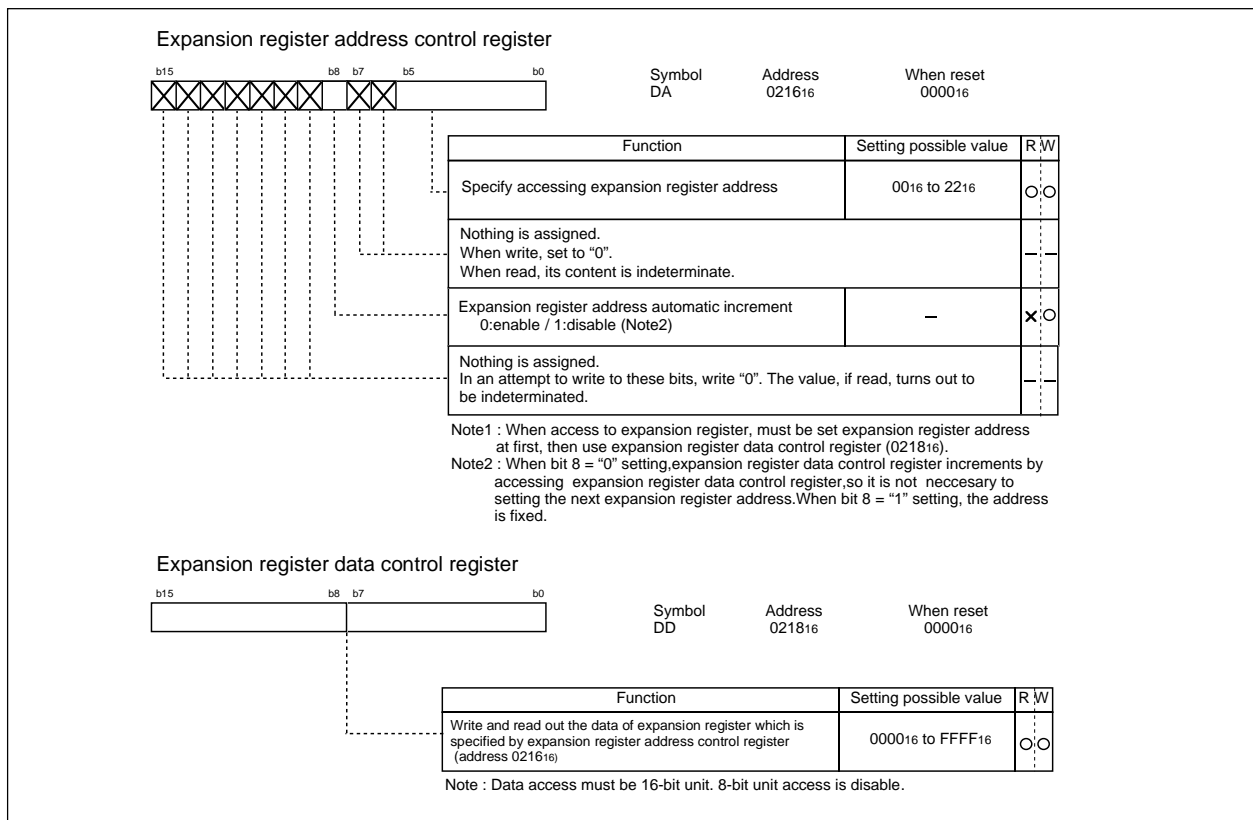 Expansion register address control register
b15 b8 b7 b5 b0
Symbol Address When reset
DA 021616 000016
Function Setting possible value R W
Specify accessing expansion register address 0016 to 2216
Nothing is assigned.
When write, set to “0”.
When read, its content is indeterminate.
– –
Expansion register address automatic increment
0:enable / 1:disable (Note2)
–
Nothing is assigned.
In an attempt to write to these bits, write “0”. The value, if read, turns out to
be indeterminated.
– –
Note1 : When access to expansion register, must be set expansion register address
at first, then use expansion register data control register (021816).
Note2 : When bit 8 = “0” setting,expansion register data control register increments by
accessing expansion register data control register,so it is not neccesary to
setting the next expansion register address.When bit 8 = “1” setting, the address
is fixed.
Expansion register data control register
b15 b8 b7 b0
Symbol Address When reset
DD 021816 000016
Function Setting possible value R W
Write and read out the data of expansion register which is
specified by expansion register address control register
(address 021616)
000016 to FFFF16
Note : Data access must be 16-bit unit. 8-bit unit access is disable.